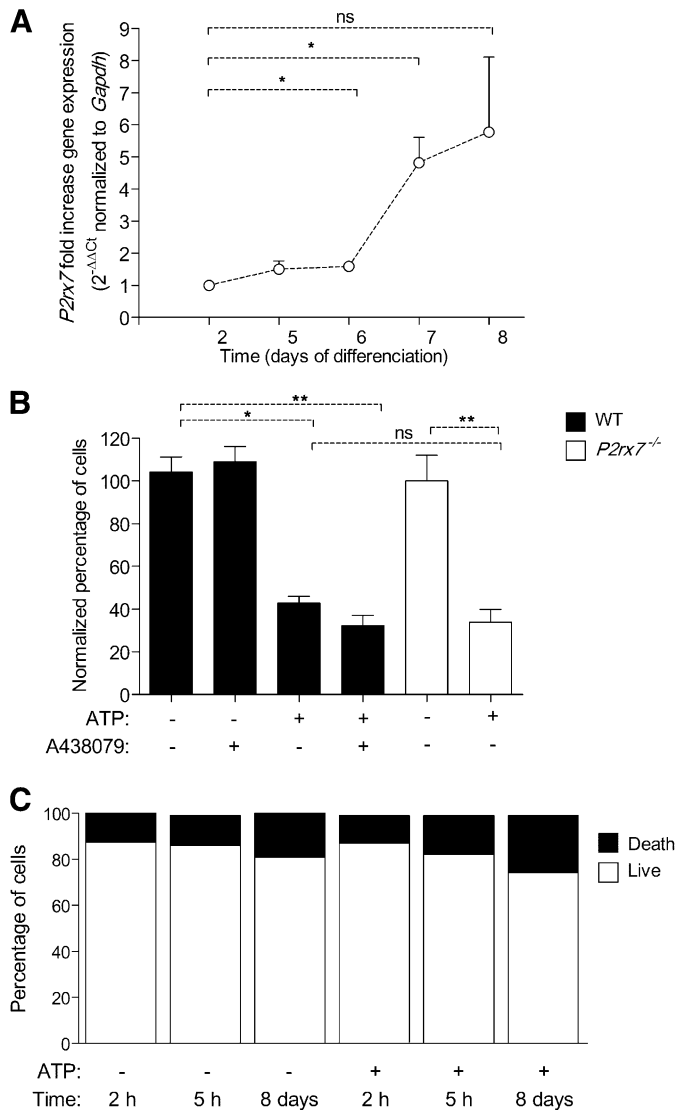 A
P2rx7 fold increase gene expression
(2-ΔΔCt normalized to Gapdh)
9
8
7
6
5
4
3
2
1
0
ns
*
*
2 5 6 7 8
Time (days of differenciation)
B
Normalized percentage of cells
120
100
80
60
40
20
0
**
*
ns
**
WT
P2rx7-/-
ATP: - - + + - +
A438079: - + - + - -
C
Percentage of cells
100
80
60
40
20
0
Death
Live
ATP: - - - + + +
Time: 2 h 5 h 8 days 2 h 5 h 8 days